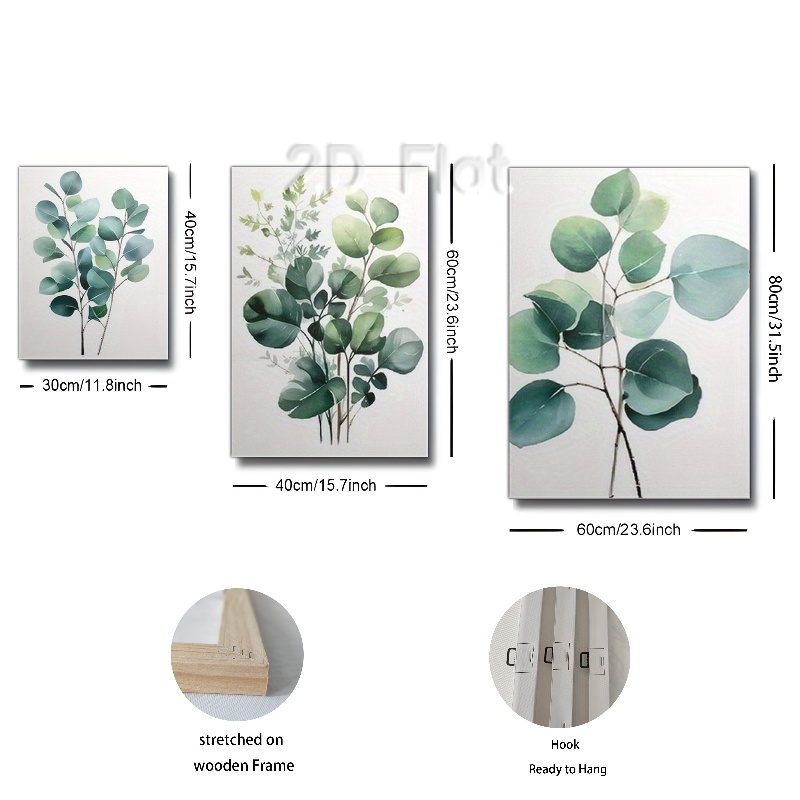 2D Flat
40cm/15.7inch
30cm/11.8inch
60cm/23.6inch
40cm/15.7inch
80cm/31.5inch
60cm/23.6inch
stretched on
wooden Frame
Hook
Ready to Hang